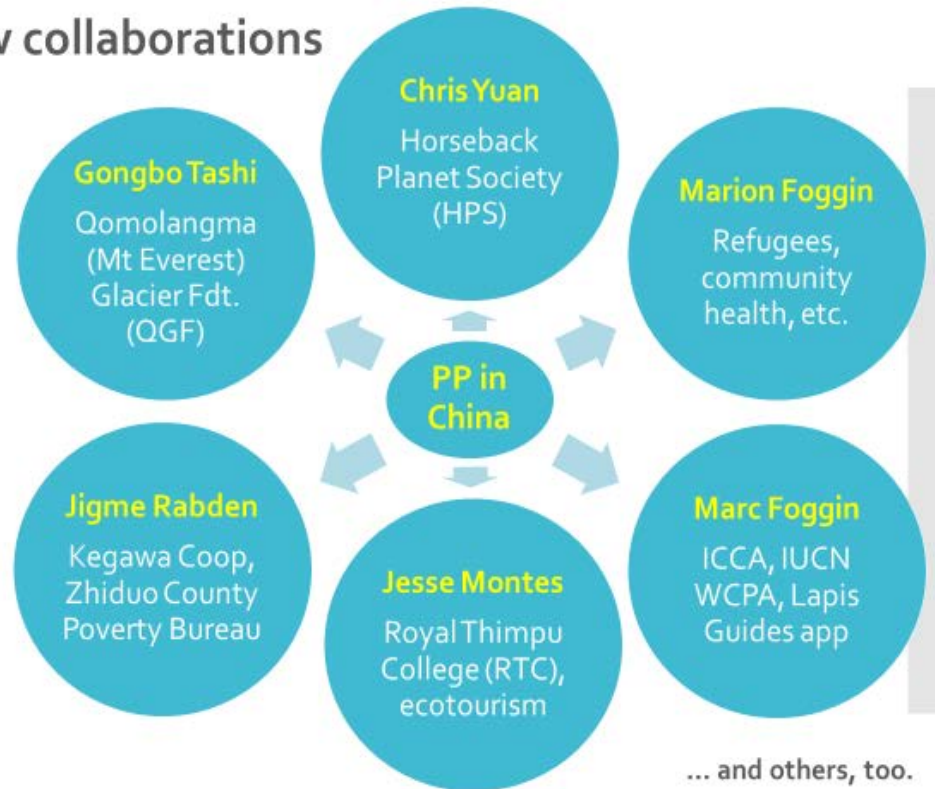 collaborations
Chris Yuan
Horseback
Planet Society
(HPS)
Gongbo Tashi
Qomolangma
(Mt Everest)
Glacier Fdt.
(QGF)
Marion Foggin
Refugees,
community
health, etc.
PP in
China
Jigme Rabden
Kegawa Coop,
Zhiduo County
Poverty Bureau
Jesse Montes
Royal Thimpu
College (RTC),
ecotourism
Marc Foggin
ICCA, IUCN
WCPA, Lapis
Guides app
... and others, too.